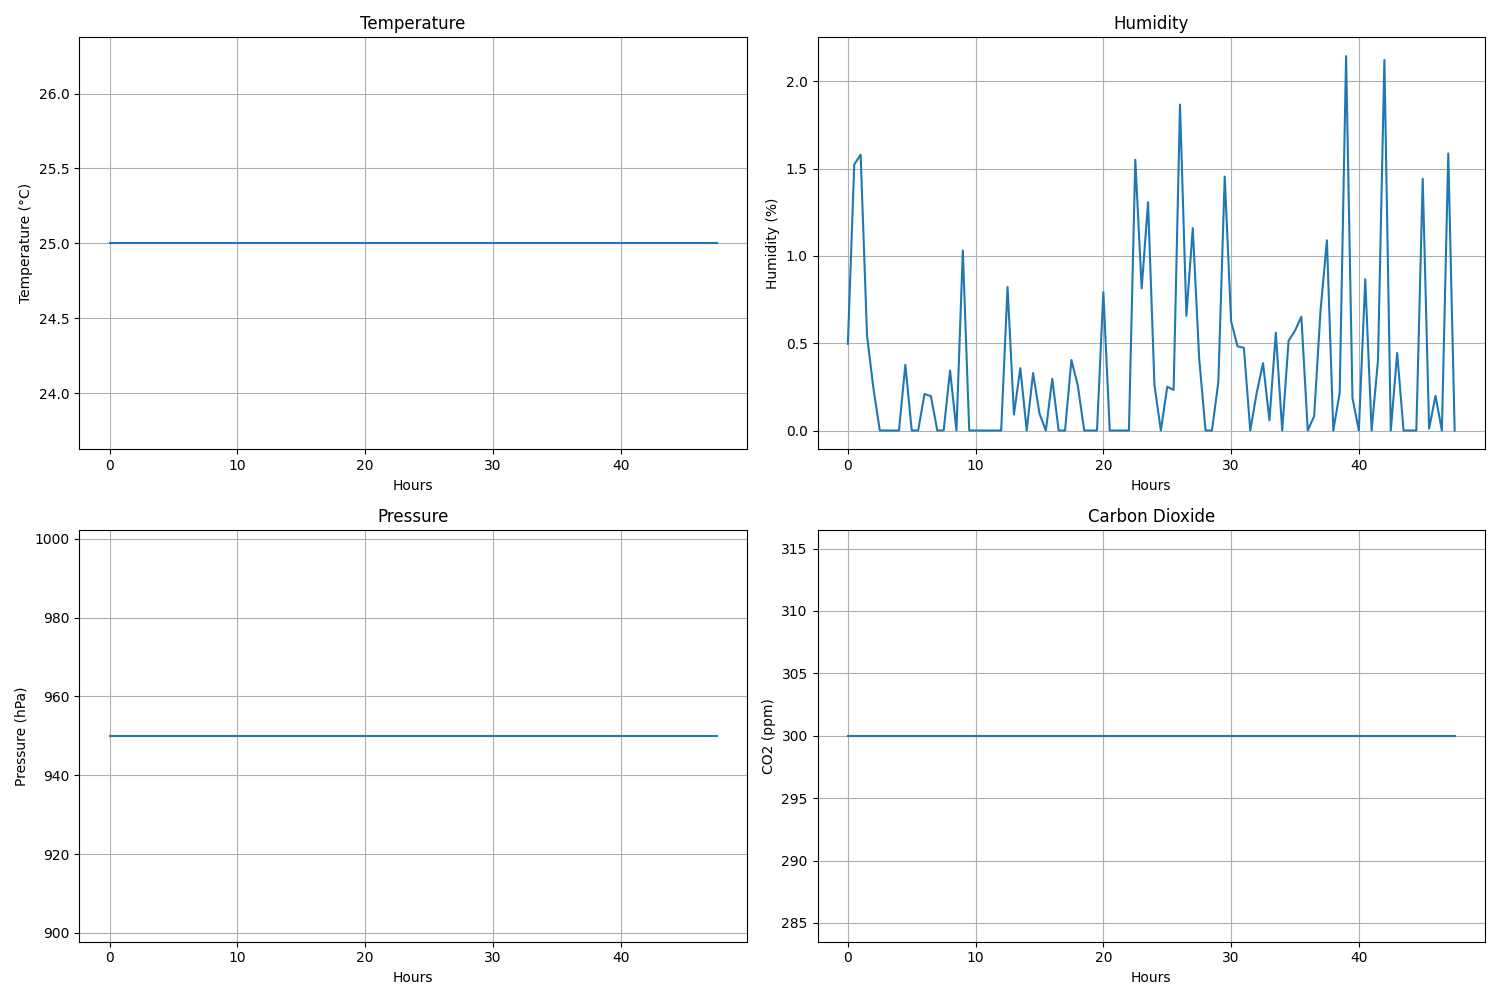 Temperature
Temperature (°C)
26.0
25.5
25.0
24.5
24.0
0 10 20 30 40
Hours
Humidity
Humidity (%)
2.0
1.5
1.0
0.5
0.0
0 10 20 30 40
Hours
Pressure
Pressure (hPa)
1000
980
960
940
920
900
0 10 20 30 40
Hours
Carbon Dioxide
CO2 (ppm)
315
310
305
300
295
290
285
0 10 20 30 40
Hours